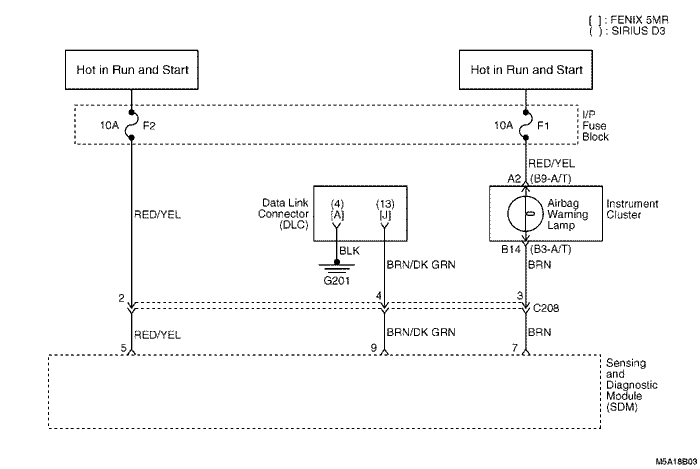 [ ] : FENIX 5MR
( ) : SIRIUS D3
Hot in Run and Start
Hot in Run and Start
10A F2
10A F1
I/P
Fuse
Block
RED/YEL
A2 (B9-A/T)
RED/YEL
Data Link
Connector
(DLC)
(4)
[A]
(13)
[J]
Airbag
Warning
Lamp
Instrument
Cluster
BLK
G201
BRN/DK GRN
B14 (B3-A/T)
BRN
2
4
3
C208
RED/YEL
BRN/DK GRN
BRN
5
9
7
Sensing
and
Diagnostic
Module
(SDM)
M5A18B03